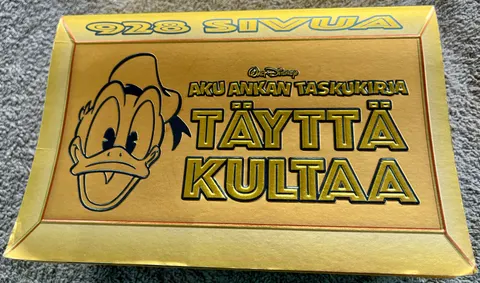 928 SIVUA
Walt Disney
AKU ANKAN TASKUKIRJA
TÄYTTÄ
KULTAA